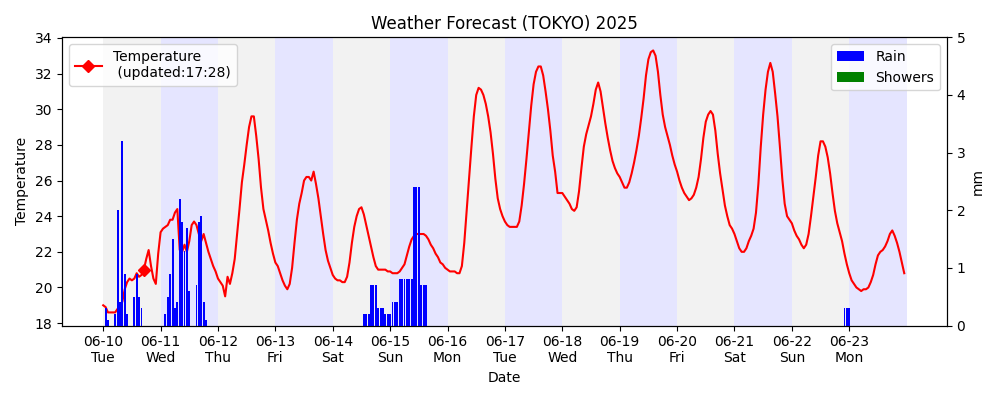 Weather Forecast (TOKYO) 2025
Temperature
(updated:17:28)
Rain
Showers
34
32
30
28
26
24
22
20
18
Temperature
5
4
3
2
1
0
mm
06-10 06-11 06-12 06-13 06-14 06-15 06-16 06-17 06-18 06-19 06-20 06-21 06-22 06-23
Tue Wed Thu Fri Sat Sun Mon Tue Wed Thu Fri Sat Sun Mon
Date